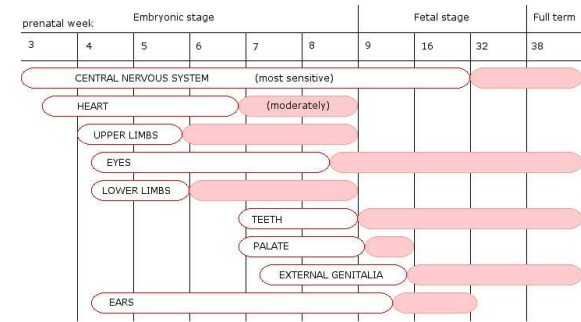 prenatal week: Embryonic stage Fetal stage Full term
3 4 5 6 7 8 9 16 32 38
CENTRAL NERVOUS SYSTEM (most sensitive)
HEART (moderately)
UPPER LIMBS
EYES
LOWER LIMBS
TEETH
PALATE
EXTERNAL GENITALIA
EARS